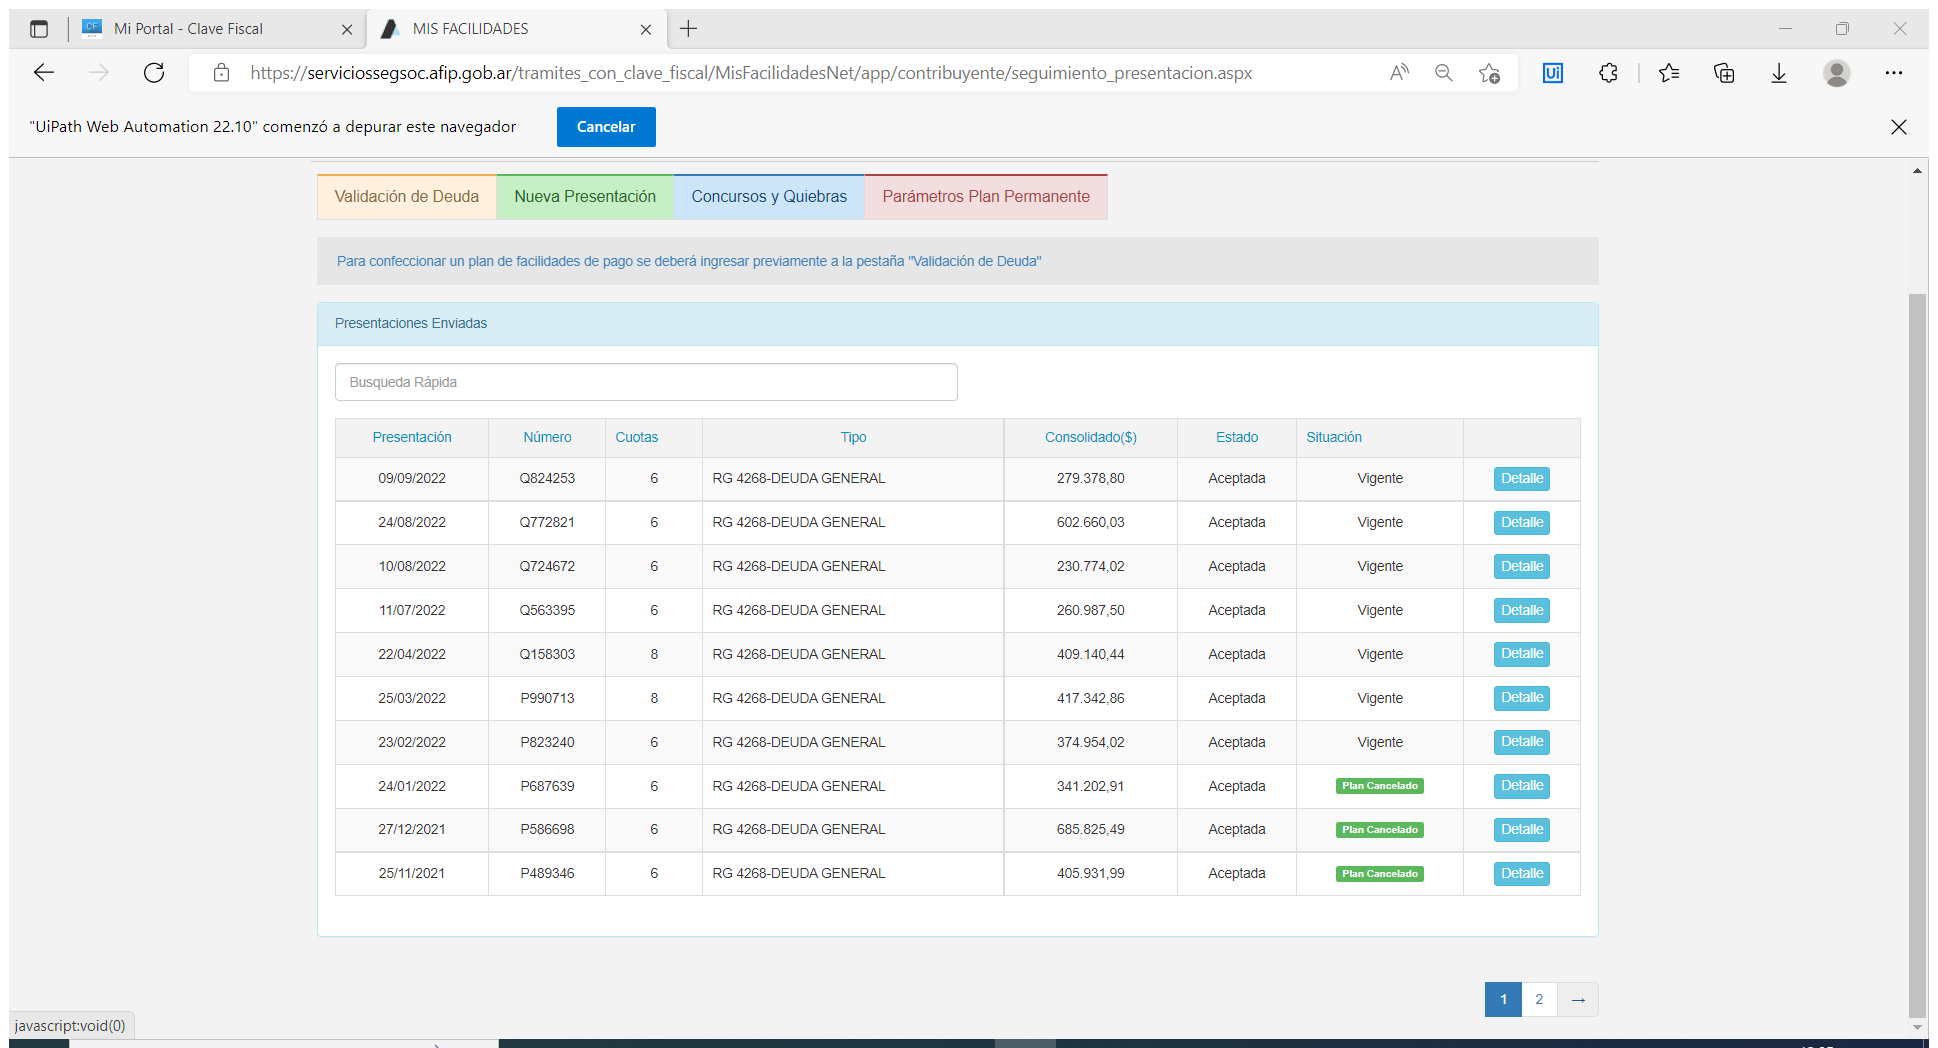 Mi Portal - Clave Fiscal
MIS FACILIDADES
https://serviciossegsoc.afip.gob.ar/tramites_con_clave_fiscal/MisFacilidadesNet/app/contribuyente/seguimiento_presentacion.aspx
"UiPath Web Automation 22.10" comenzó a depurar este navegador
Cancelar
Validación de Deuda
Nueva Presentación
Concursos y Quiebras
Parámetros Plan Permanente
Para confeccionar un plan de facilidades de pago se deberá ingresar previamente a la pestaña "Validación de Deuda"
Presentaciones Enviadas
Busqueda Rápida
Presentación Número Cuotas Tipo Consolidado($) Estado Situación
09/09/2022 Q824253 6 RG 4268-DEUDA GENERAL 279.378,80 Aceptada Vigente Detalle
24/08/2022 Q772821 6 RG 4268-DEUDA GENERAL 602.660,03 Aceptada Vigente Detalle
10/08/2022 Q724672 6 RG 4268-DEUDA GENERAL 230.774,02 Aceptada Vigente Detalle
11/07/2022 Q563395 6 RG 4268-DEUDA GENERAL 260.987,50 Aceptada Vigente Detalle
22/04/2022 Q158303 8 RG 4268-DEUDA GENERAL 409.140,44 Aceptada Vigente Detalle
25/03/2022 P990713 8 RG 4268-DEUDA GENERAL 417.342,86 Aceptada Vigente Detalle
23/02/2022 P823240 6 RG 4268-DEUDA GENERAL 374.954,02 Aceptada Vigente Detalle
24/01/2022 P687639 6 RG 4268-DEUDA GENERAL 341.202,91 Aceptada Plan Cancelado Detalle
27/12/2021 P586698 6 RG 4268-DEUDA GENERAL 685.825,49 Aceptada Plan Cancelado Detalle
25/11/2021 P489346 6 RG 4268-DEUDA GENERAL 405.931,99 Aceptada Plan Cancelado Detalle
1 2 →
javascript:void(0)